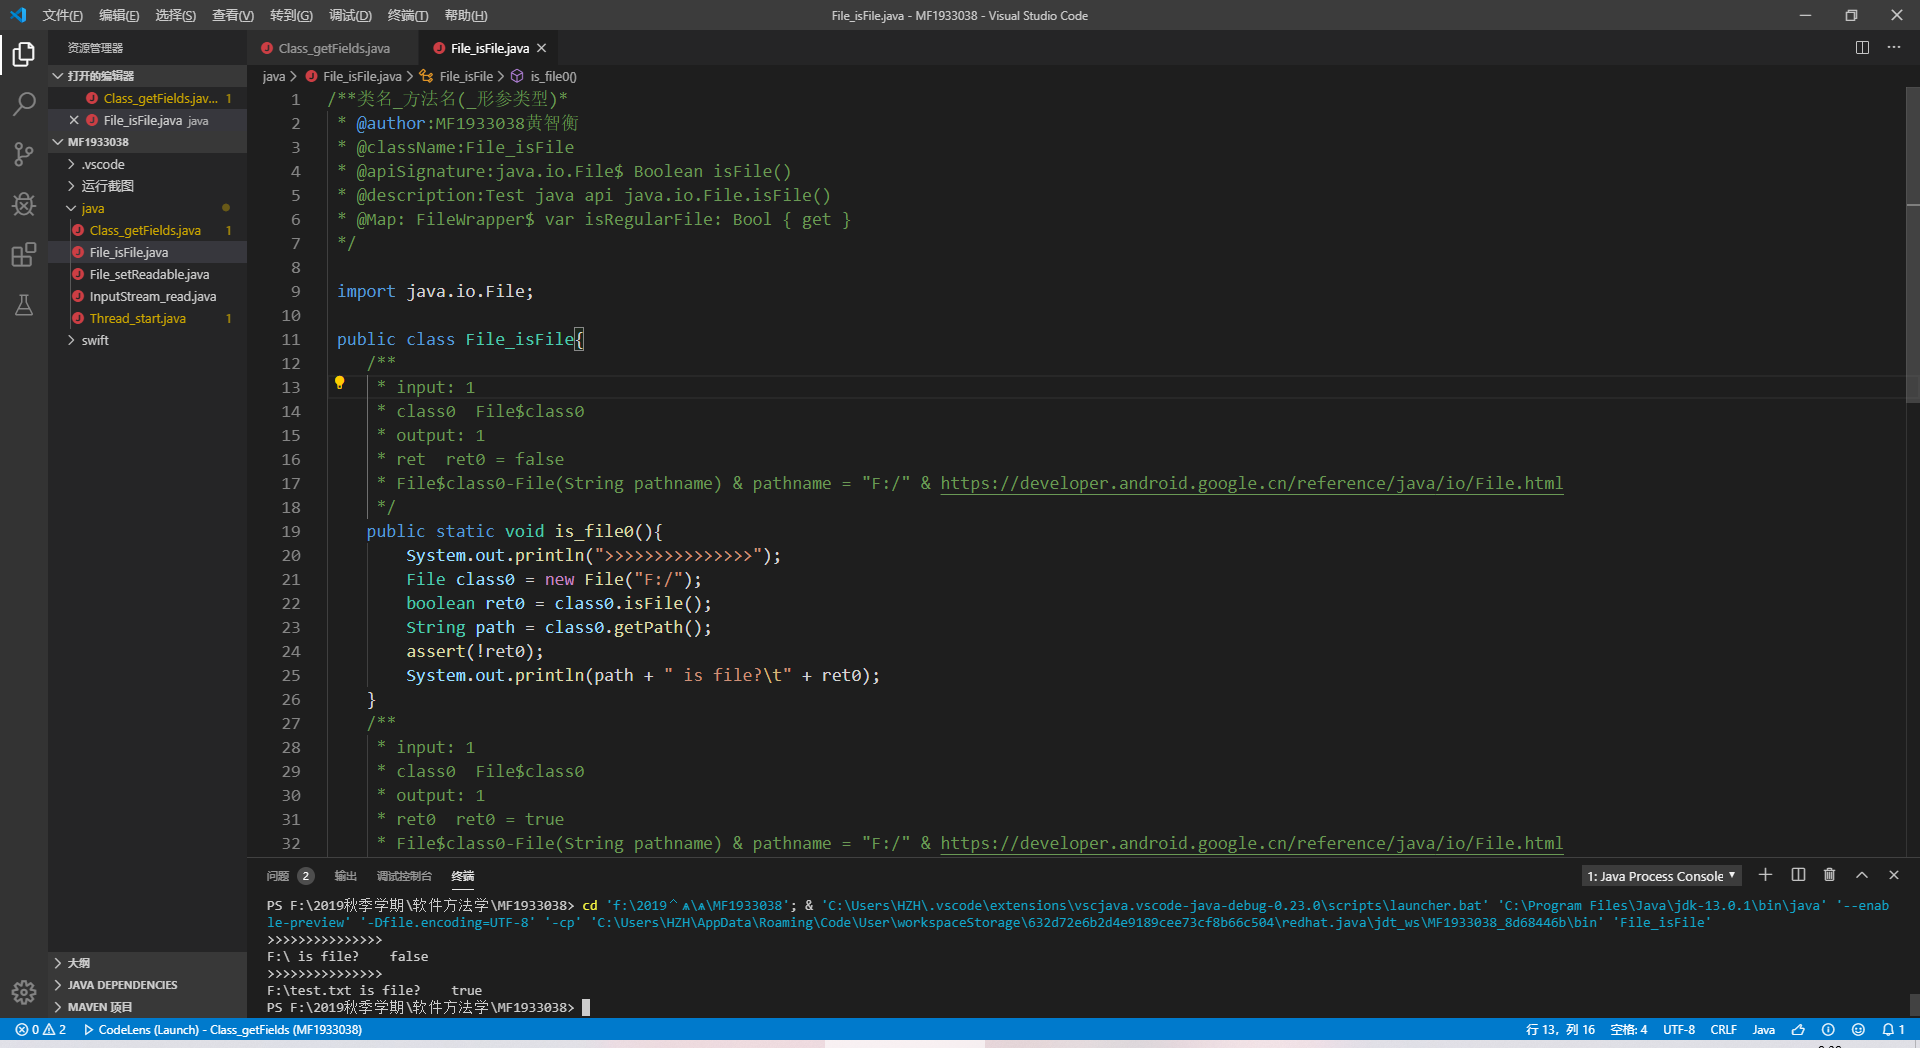 文件(F) 编辑(E) 选择(S) 查看(V) 转到(G) 调试(D) 终端(T) 帮助(H) File_isFile.java - MF1933038 - Visual Studio Code
资源管理器
打开的编辑器
Class_getFields.jav... 1
File_isFile.java java
MF1933038
.vscode
运行截图
java
Class_getFields.java 1
File_isFile.java
File_setReadable.java
InputStream_read.java
Thread_start.java 1
swift
大纲
JAVA DEPENDENCIES
MAVEN 项目
Class_getFields.java File_isFile.java
java > File_isFile.java > File_isFile > is_file0()
1 /**类名_方法名(_形参类型)*
2 * @author:MF1933038黄智衡
3 * @className:File_isFile
4 * @apiSignature:java.io.File$ Boolean isFile()
5 * @description:Test java api java.io.File.isFile()
6 * @Map: FileWrapper$ var isRegularFile: Bool { get }
7 */
8
9 import java.io.File;
10
11 public class File_isFile{
12 /**
13 * input: 1
14 * class0  File$class0
15 * output: 1
16 * ret  ret0 = false
17 * File$class0-File(String pathname) & pathname = "F:/" & https://developer.android.google.cn/reference/java/io/File.html
18 */
19 public static void is_file0(){
20 System.out.println(">>>>>>>>>>>>>>>");
21 File class0 = new File("F:/");
22 boolean ret0 = class0.isFile();
23 String path = class0.getPath();
24 assert(!ret0);
25 System.out.println(path + " is file?\t" + ret0);
26 }
27 /**
28 * input: 1
29 * class0  File$class0
30 * output: 1
31 * ret0  ret0 = true
32 * File$class0-File(String pathname) & pathname = "F:/" & https://developer.android.google.cn/reference/java/io/File.html
问题 2 输出 调试控制台 终端 1: Java Process Console
PS F:\2019秋季学期\软件方法学\MF1933038> cd 'f:\2019^ѧ\ѧ\MF1933038'; & 'C:\Users\HZH\.vscode\extensions\vscjava.vscode-java-debug-0.23.0\scripts\launcher.bat' 'C:\Program Files\Java\jdk-13.0.1\bin\java' '--enab
le-preview' '-Dfile.encoding=UTF-8' '-cp' 'C:\Users\HZH\AppData\Roaming\Code\User\workspaceStorage\632d72e6b2d4e9189cee73cf8b66c504\redhat.java\jdt_ws\MF1933038_8d68446b\bin' 'File_isFile'
>>>>>>>>>>>>>>>
F:\ is file?    false
>>>>>>>>>>>>>>>
F:\test.txt is file?    true
PS F:\2019秋季学期\软件方法学\MF1933038>
0 2 CodeLens (Launch) - Class_getFields (MF1933038) 行 13，列 16 空格: 4 UTF-8 CRLF Java 1